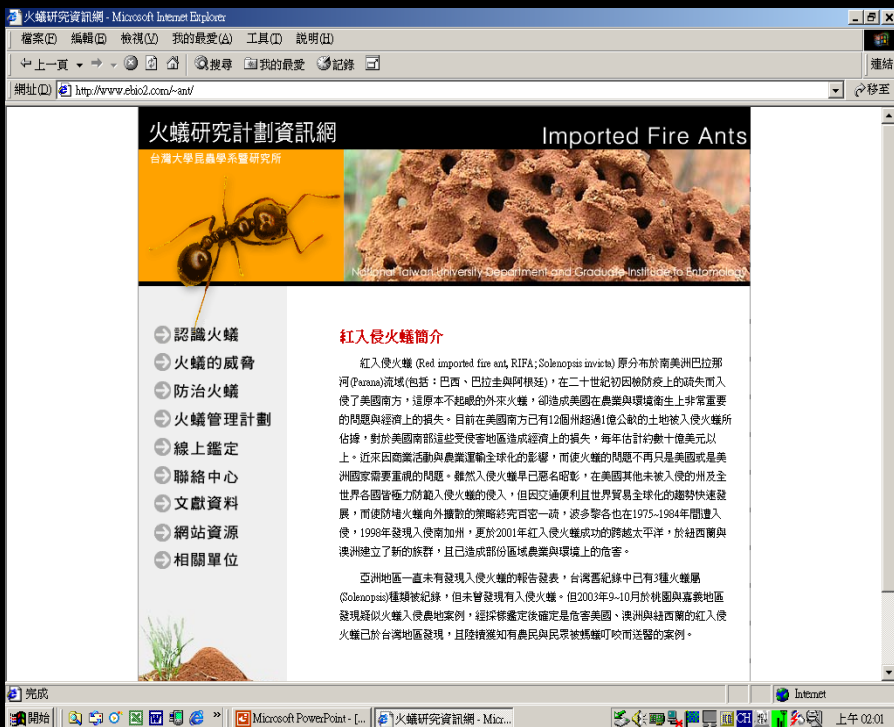 火蟻研究資訊網 - Microsoft Internet Explorer
檔案(F) 編輯(E) 檢視(V) 我的最愛(A) 工具(T) 說明(H)
上一頁 搜尋 我的最愛 記錄 連結
網址(D) http://www.ebio2.com/~ant/ 移至
火蟻研究計劃資訊網 Imported Fire Ants
台灣大學昆蟲學系暨研究所
National Taiwan University Department and Graduate Institude to Entomology
認識火蟻
火蟻的威脅
防治火蟻
火蟻管理計劃
線上鑑定
聯絡中心
文獻資料
網站資源
相關單位
紅入侵火蟻簡介
紅入侵火蟻 (Red imported fire ant, RIFA; Solenopsis invicta) 原分布於南美洲巴拉那
河(Parana)流域(包括：巴西、巴拉圭與阿根廷)，在二十世紀初因檢防疫上的疏失而入
侵了美國南方，這原本不起眼的外來火蟻，卻造成美國在農業與環境衛生上非常重要
的問題與經濟上的損失。目前在美國南方已有12個州超過1億公畝的土地被入侵火蟻所
佔據，對於美國南部這些受侵害地區造成經濟上的損失，每年估計約數十億美元以
上。近來因商業活動與農業運輸全球化的影響，而使火蟻的問題不再只是美國或是美
洲國家需要重視的問題。雖然入侵火蟻早已惡名昭彰，在美國其他未被入侵的州及全
世界各國皆極力防範入侵火蟻的侵入，但因交通便利且世界貿易全球化的趨勢快速發
展，而使防堵火蟻向外擴散的策略終究百密一疏，波多黎各也在1975~1984年間遭入
侵，1998年發現入侵南加州，更於2001年紅入侵火蟻成功的跨越太平洋，於紐西蘭與
澳洲建立了新的族群，且已造成部份區域農業與環境上的危害。
亞洲地區一直未有發現入侵火蟻的報告發表，台灣舊紀錄中已有3種火蟻屬
(Solenopsis)種類被紀錄，但未曾發現有入侵火蟻。但2003年9~10月於桃園與嘉義地區
發現疑似火蟻入侵農地案例，經採樣鑑定後確定是危害美國、澳洲與紐西蘭的紅入侵
火蟻已於台灣地區發現，且陸續獲知有農民與民眾被螞蟻叮咬而送醫的案例。
完成 Internet
開始 Microsoft PowerPoint - [... 火蟻研究資訊網 - Micr... CH 上午 02:01